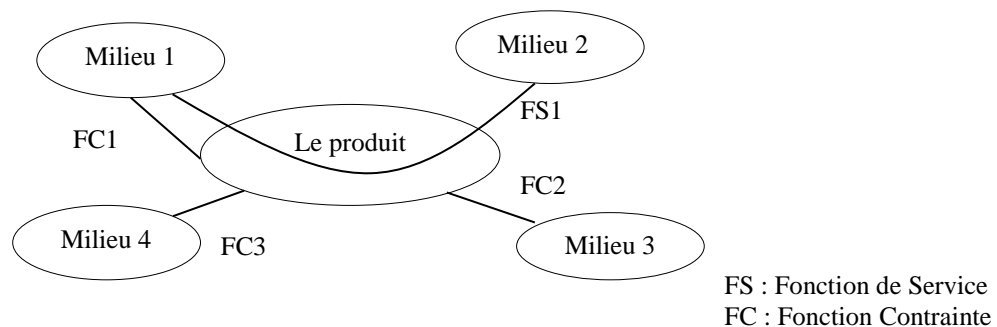 Milieu 1
Milieu 2
FS1
FC1
Le produit
FC2
Milieu 4
FC3
Milieu 3
FS : Fonction de Service
FC : Fonction Contrainte